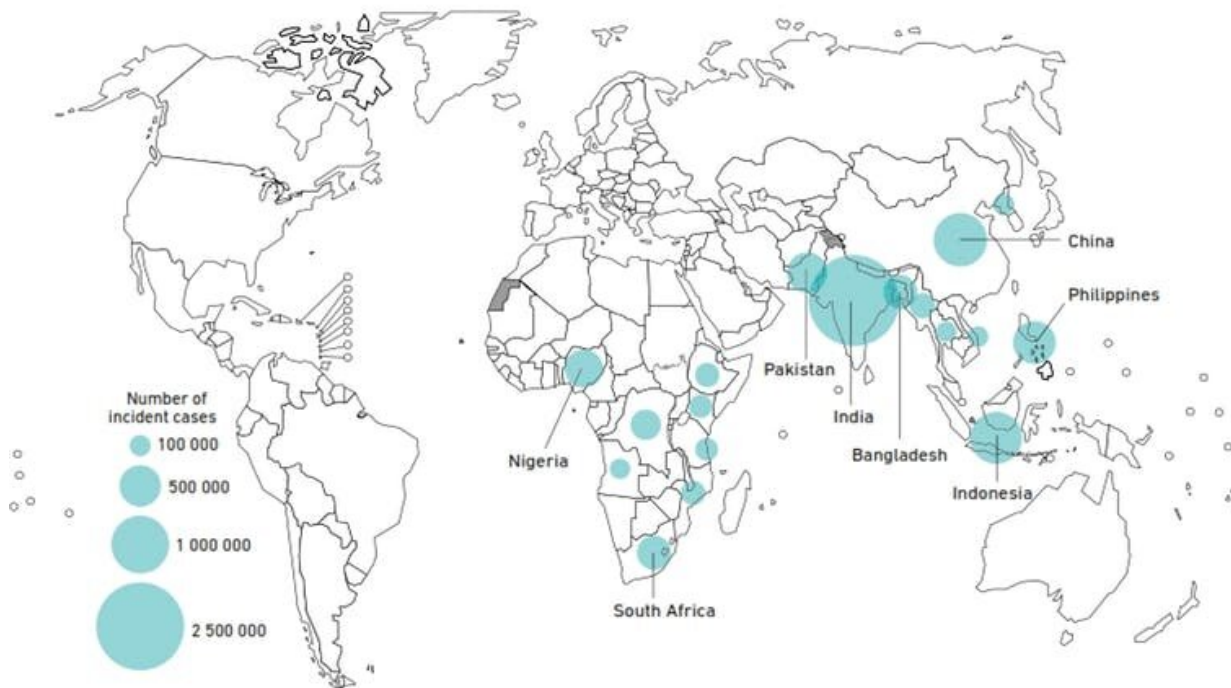 China
Philippines
Pakistan
India
Bangladesh
Indonesia
Nigeria
South Africa
Number of
incident cases
100 000
500 000
1 000 000
2 500 000